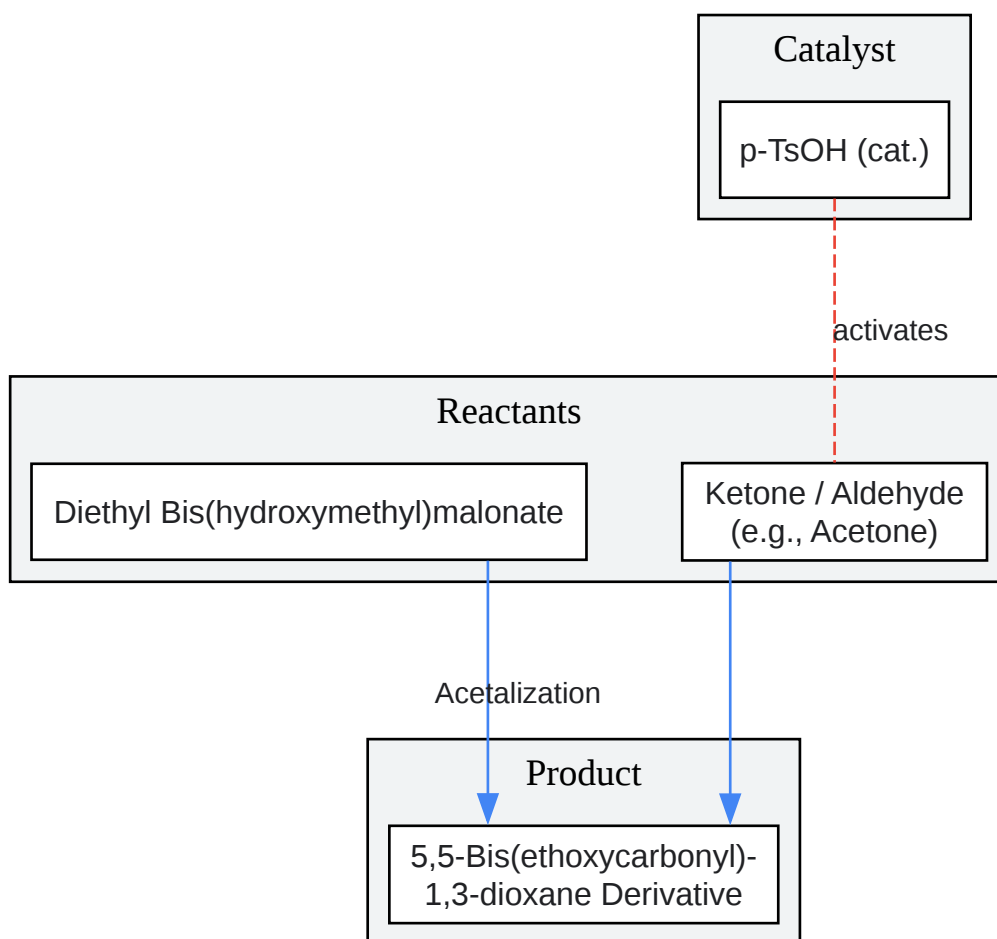 Catalyst
p-TsOH (cat.)
activates
Reactants
Diethyl Bis(hydroxymethyl)malonate
Ketone / Aldehyde
(e.g., Acetone)
Acetalization
Product
5,5-Bis(ethoxycarbonyl)-
1,3-dioxane Derivative